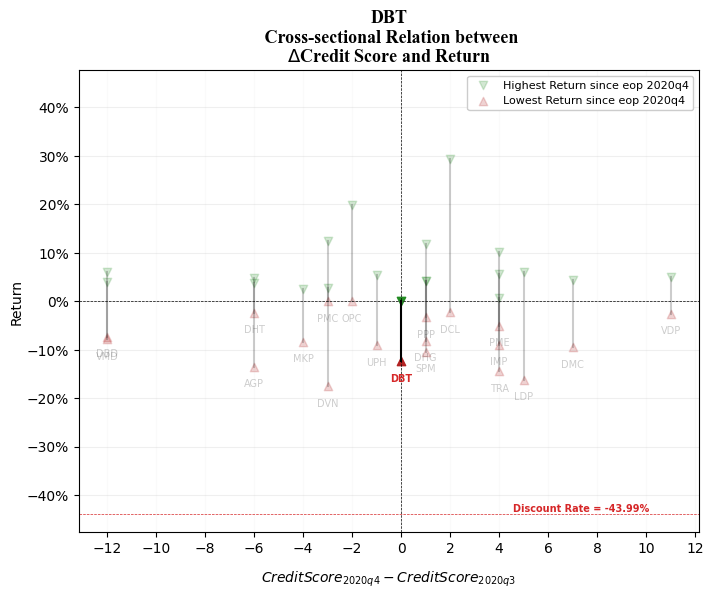 DBT
Cross-sectional Relation between
ΔCredit Score and Return
Highest Return since eop 2020q4
Lowest Return since eop 2020q4
40%
30%
20%
10%
0%
−10%
−20%
−30%
−40%
Return
DHT
PMC
OPC
PPP
DCL
VDP
DGD
VMD
MKP
UPH
DHG
SPM
PME
IMP
DMC
AGP
DVN
DBT
TRA
LDP
Discount Rate = -43.99%
−12 −10 −8 −6 −4 −2 0 2 4 6 8 10 12
CreditScore2020q4 − CreditScore2020q3